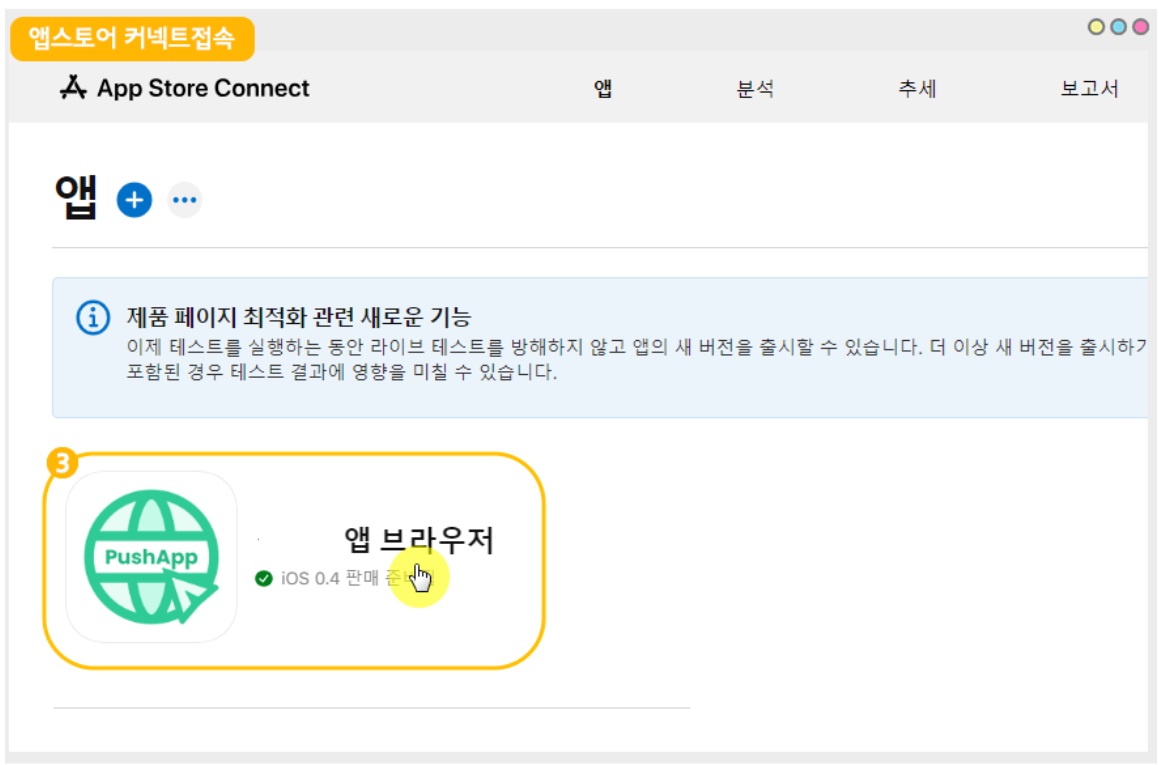 앱스토어 커넥트접속
App Store Connect
앱
분석
추세
보고서
앱
제품 페이지 최적화 관련 새로운 기능
이제 테스트를 실행하는 동안 라이브 테스트를 방해하지 않고 앱의 새 버전을 출시할 수 있습니다. 더 이상 새 버전을 출시하기
포함된 경우 테스트 결과에 영향을 미칠 수 있습니다.
3
PushApp
앱 브라우저
iOS 0.4 판매